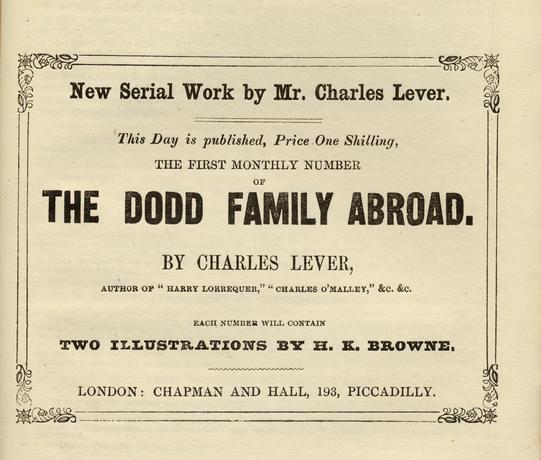 New Serial Work by Mr. Charles Lever.
This Day is published, Price One Shilling,
THE FIRST MONTHLY NUMBER
OF
THE DODD FAMILY ABROAD.
BY CHARLES LEVER,
AUTHOR OF “ HARRY LORREQUER,” “ CHARLES O'MALLEY,” &c. &c.
EACH NUMBER WILL CONTAIN
TWO ILLUSTRATIONS BY H. K. BROWNE.
LONDON: CHAPMAN AND HALL, 193, PICCADILLY.